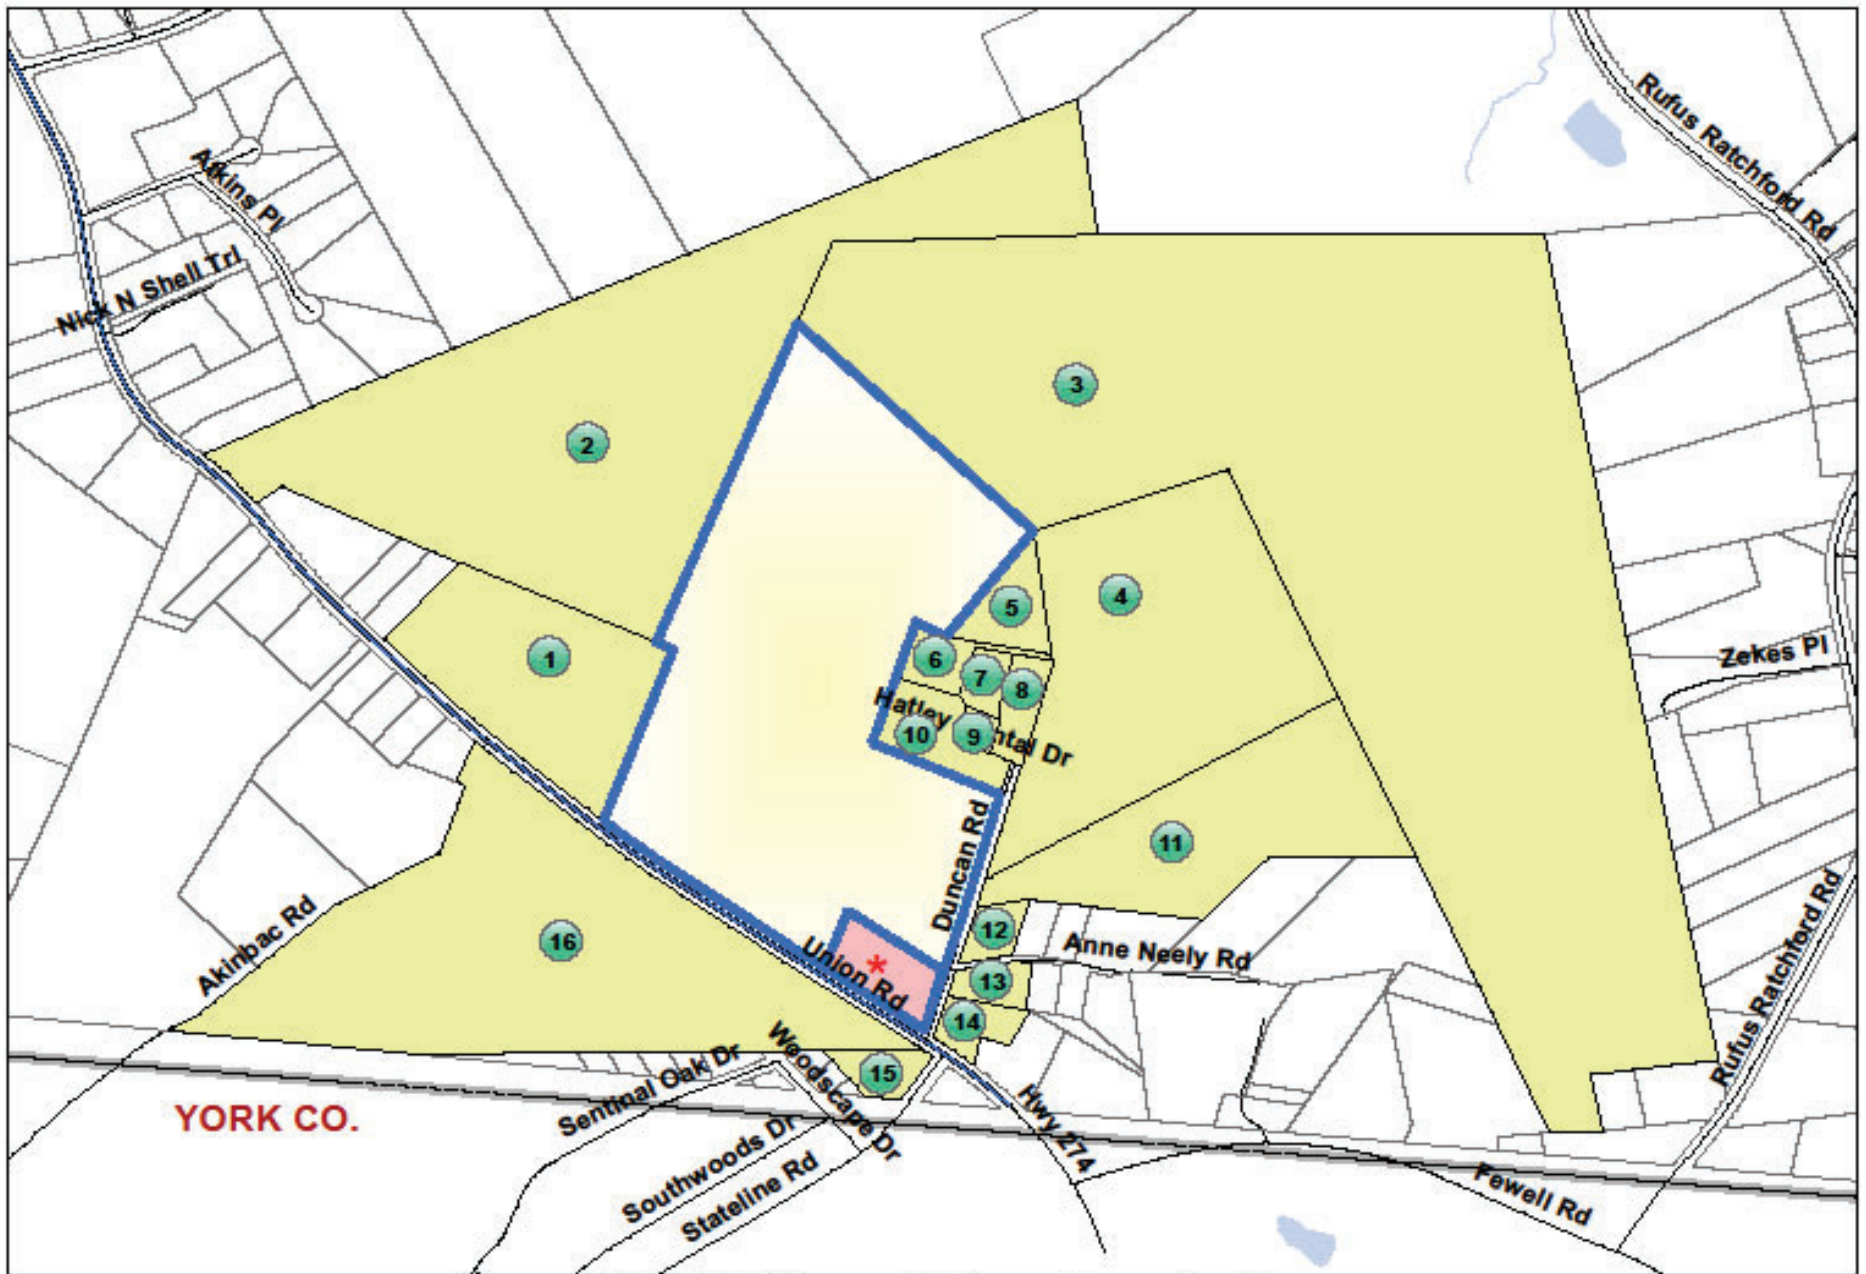 Rufus Ratchford Rd
Atkins Pl
Nick N Shell Trl
3
2
4
5
1
6
7
8
Zekes Pl
Hatley
ntal Dr
10
9
Duncan Rd
11
12
Anne Neely Rd
13
14
Akinbac Rd
16
Union Rd
*
Rufus Ratchford Rd
15
Woodscape Dr
Sentinal Oak Dr
YORK CO.
Hwy 274
Southwoods Dr
Stateline Rd
Fewell Rd